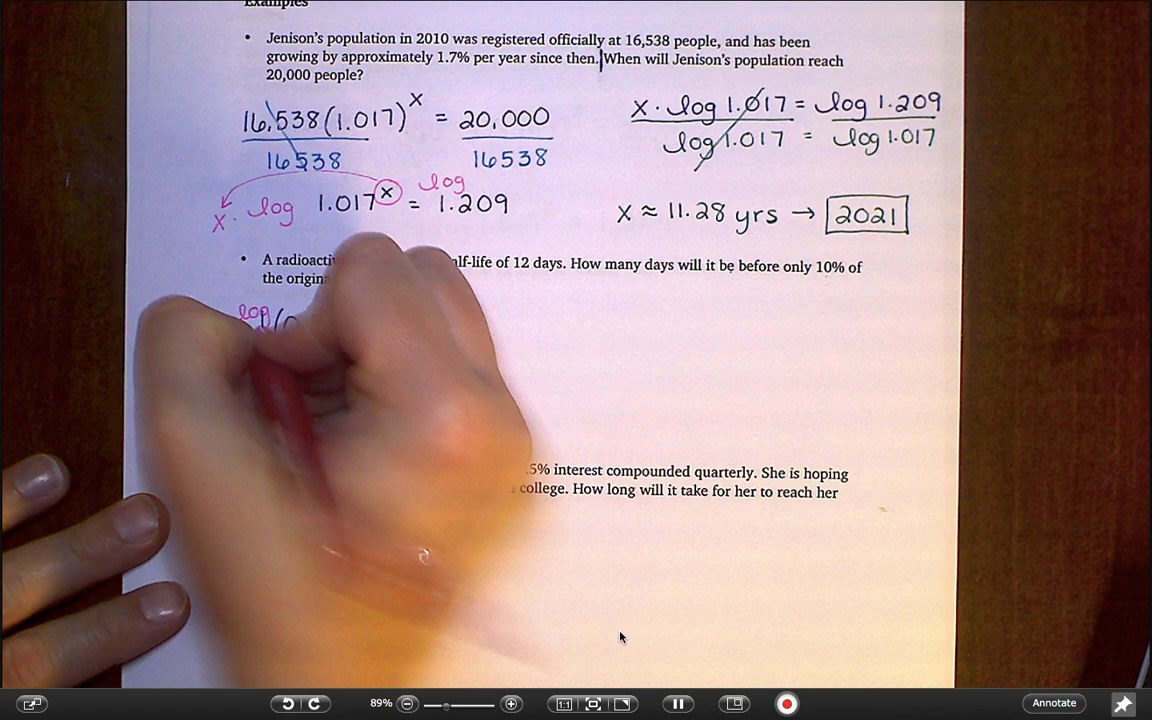 Examples
• Jenison's population in 2010 was registered officially at 16,538 people, and has been
growing by approximately 1.7% per year since then. When will Jenison's population reach
20,000 people?
16,538(1.017)^x = 20,000
16538 16538
x · log 1.017^x = log 1.209
x · log 1.017 = log 1.209
log 1.017 = log 1.017
x ≈ 11.28 yrs → 2021
• A radioacti lf-life of 12 days. How many days will it be before only 10% of
the origin
log (
5% interest compounded quarterly. She is hoping
college. How long will it take for her to reach her
89%
1:1
Annotate